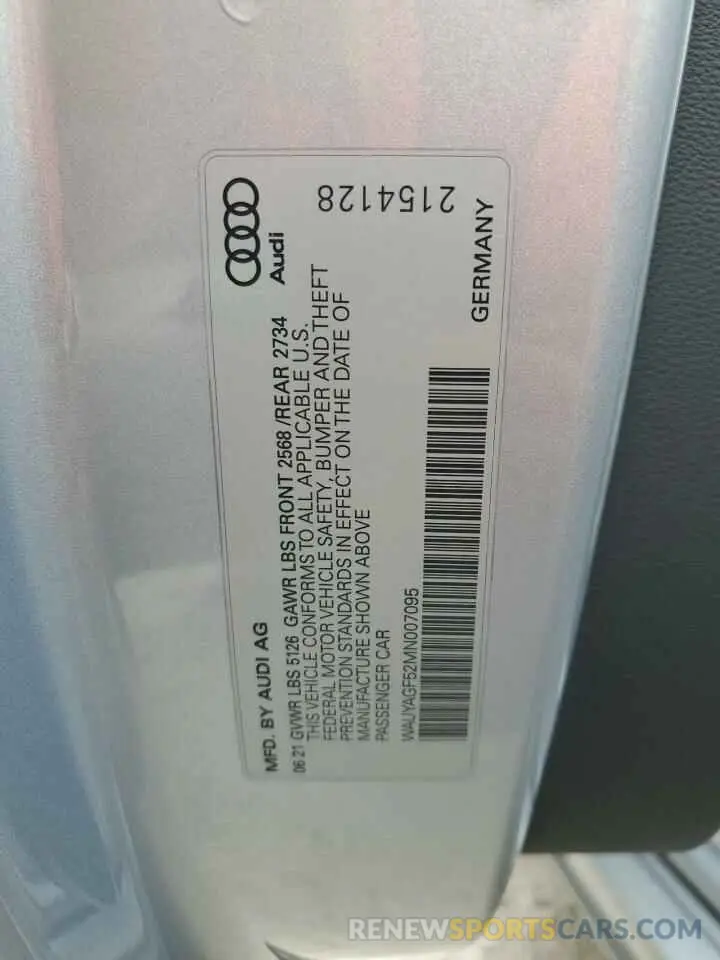 MFD. BY AUDI AG
Audi
06 21 GVWR LBS 5126 GAWR LBS FRONT 2568 /REAR 2734
THIS VEHICLE CONFORMS TO ALL APPLICABLE U.S.
FEDERAL MOTOR VEHICLE SAFETY, BUMPER AND THEFT
PREVENTION STANDARDS IN EFFECT ON THE DATE OF
MANUFACTURE SHOWN ABOVE
PASSENGER CAR
WAUYAGF52MN007095
GERMANY
2154128
RENEWSPORTSCARS.COM